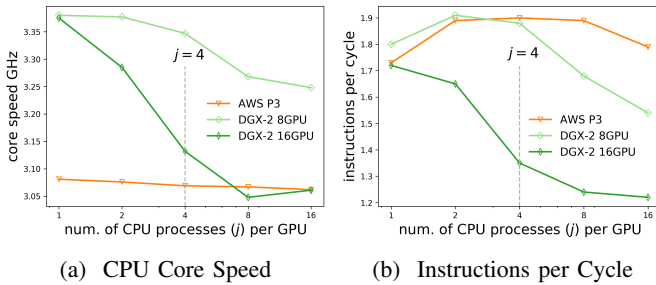 3.35
3.30
3.25
3.20
3.15
3.10
3.05
core speed GHz
j=4
AWS P3
DGX-2 8GPU
DGX-2 16GPU
1 2 4 8 16
num. of CPU processes (j) per GPU
(a) CPU Core Speed
1.9
1.8
1.7
1.6
1.5
1.4
1.3
1.2
instructions per cycle
j=4
AWS P3
DGX-2 8GPU
DGX-2 16GPU
1 2 4 8 16
num. of CPU processes (j) per GPU
(b) Instructions per Cycle